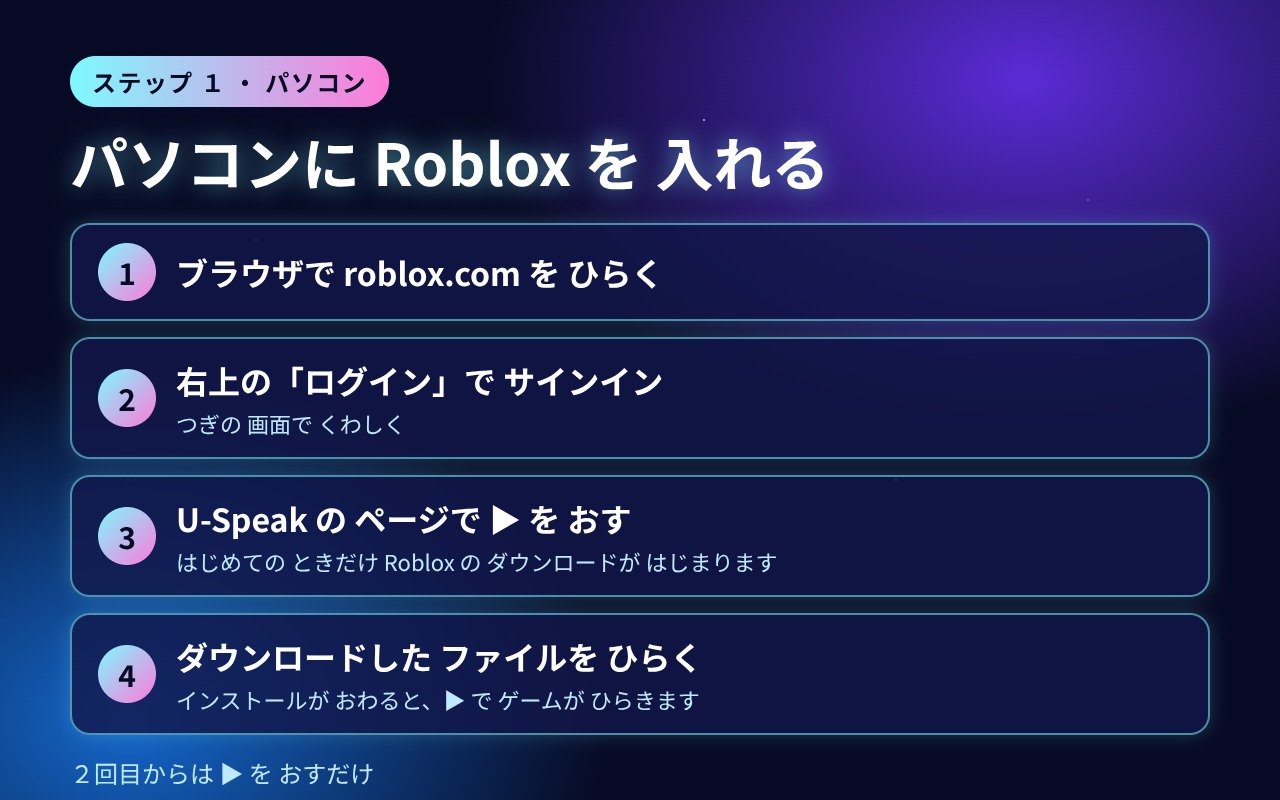 ステップ １ ・ パソコン
パソコンに Roblox を 入れる
1
ブラウザで roblox.com を ひらく
2
右上の「ログイン」で サインイン
つぎの 画面で くわしく
3
U-Speak の ページで ▶ を おす
はじめての ときだけ Roblox の ダウンロードが はじまります
4
ダウンロードした ファイルを ひらく
インストールが おわると、▶ で ゲームが ひらきます
２回目からは ▶ を おすだけ